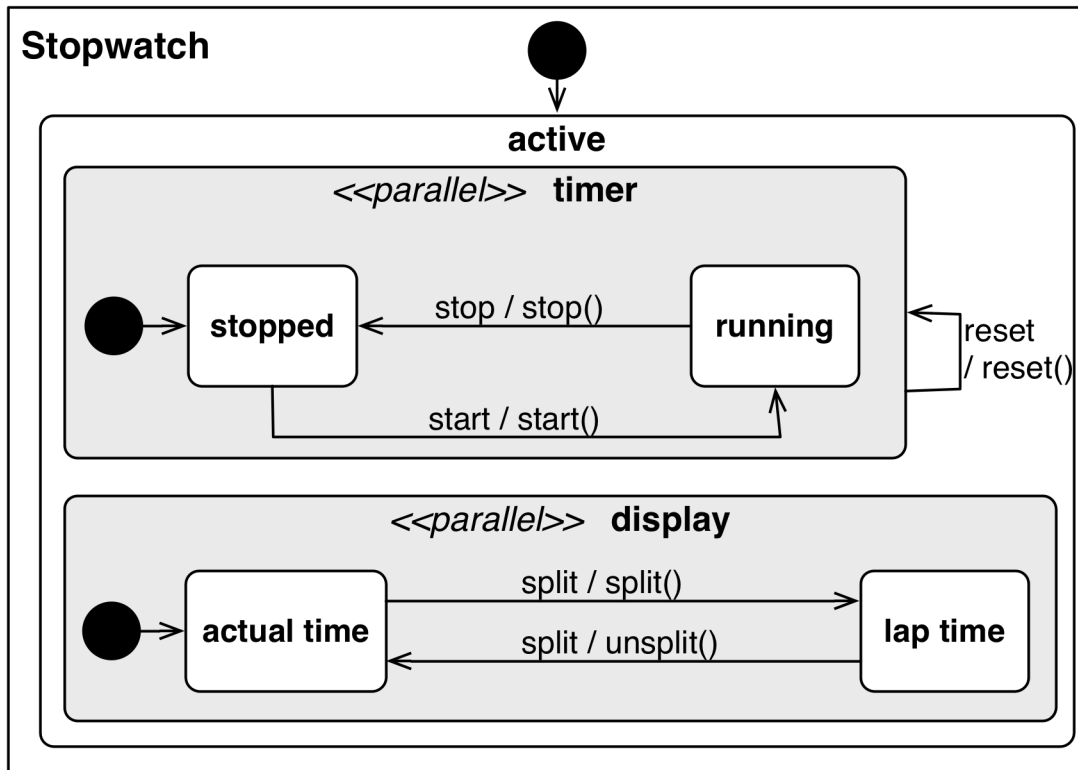 Stopwatch
active
<<parallel>> timer
stopped
stop / stop()
running
reset
/ reset()
start / start()
<<parallel>> display
actual time
split / split()
split / unsplit()
lap time